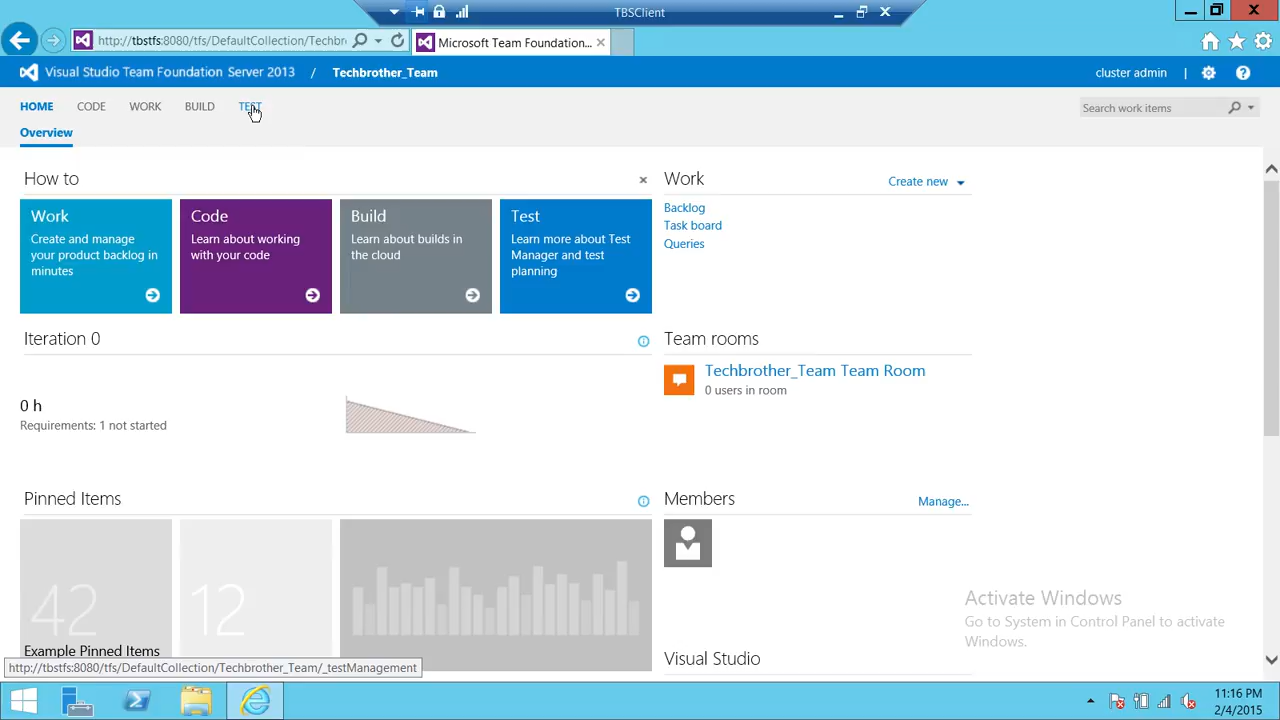 TBSClient
http://tbstfs:8080/tfs/DefaultCollection/Techbr
Microsoft Team Foundation...
Visual Studio Team Foundation Server 2013 / Techbrother_Team
cluster admin
HOME CODE WORK BUILD TEST
Search work items
Overview
How to
Work
Create and manage
your product backlog in
minutes
Code
Learn about working
with your code
Build
Learn about builds in
the cloud
Test
Learn more about Test
Manager and test
planning
Work
Create new
Backlog
Task board
Queries
Iteration 0
0 h
Requirements: 1 not started
Team rooms
Techbrother_Team Team Room
0 users in room
Pinned Items
42
12
Example Pinned Items
Members
Manage...
Visual Studio
Activate Windows
Go to System in Control Panel to activate
Windows.
http://tbstfs:8080/tfs/DefaultCollection/Techbrother_Team/_testManagement
11:16 PM
2/4/2015